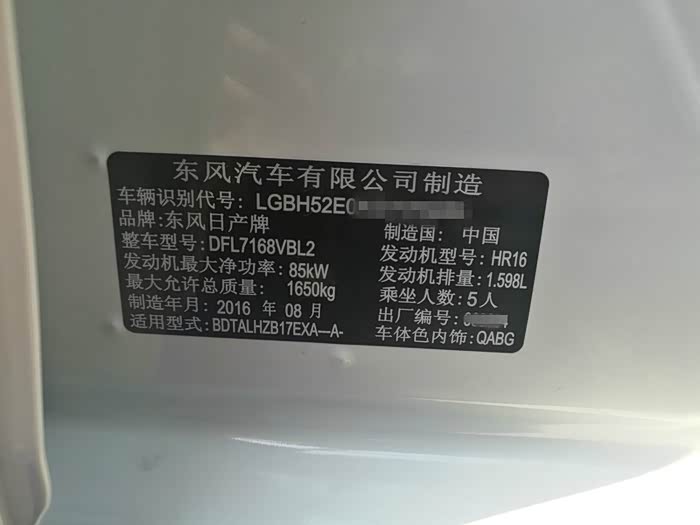 东风汽车有限公司制造
车辆识别代号: LGBH52E0
品牌:东风日产牌
制造国: 中国
整车型号:DFL7168VBL2
发动机型号:HR16
发动机最大净功率: 85kW
发动机排量:1.598L
最大允许总质量: 1650kg
乘坐人数:5人
制造年月: 2016 年 08 月
出厂编号:
适用型式:BDTALHZB17EXA—A-
车体色内饰:QABG